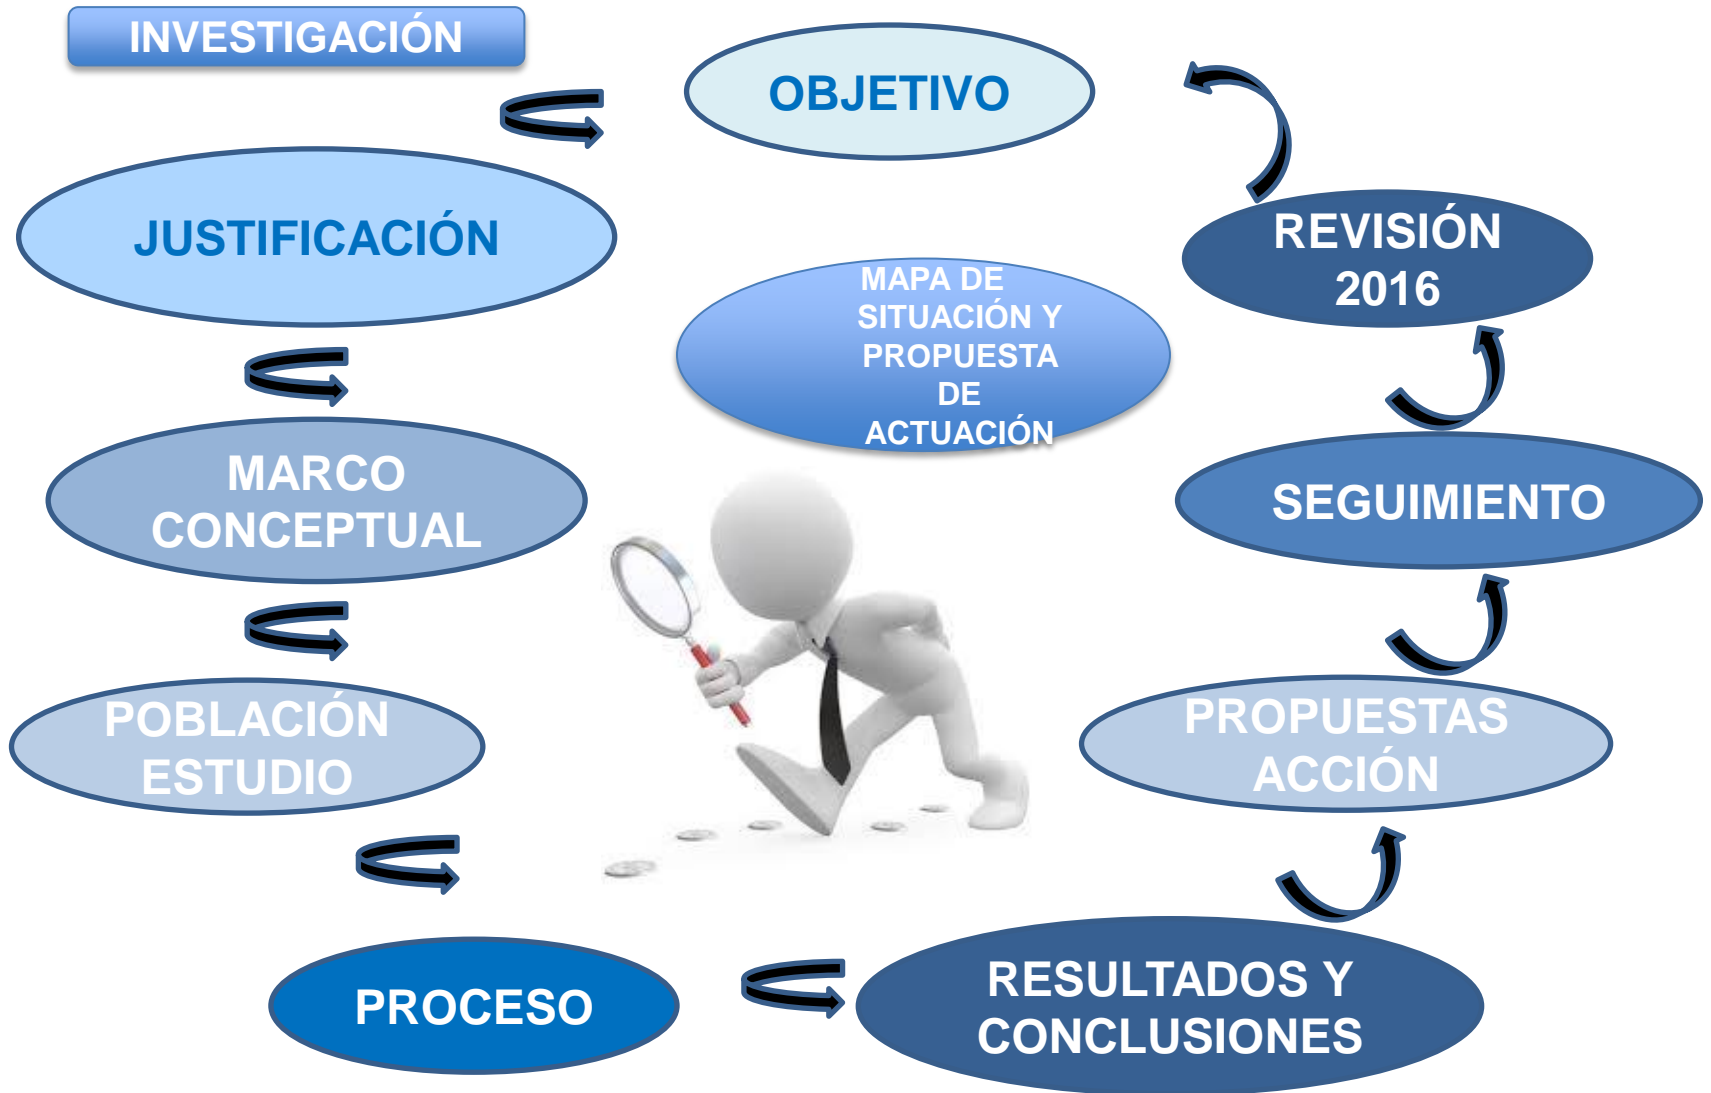 INVESTIGACIÓN
OBJETIVO
JUSTIFICACIÓN
REVISIÓN
2016
MAPA DE
SITUACIÓN Y
PROPUESTA
DE
ACTUACIÓN
MARCO
CONCEPTUAL
SEGUIMIENTO
POBLACIÓN
ESTUDIO
PROPUESTAS
ACCIÓN
PROCESO
RESULTADOS Y
CONCLUSIONES